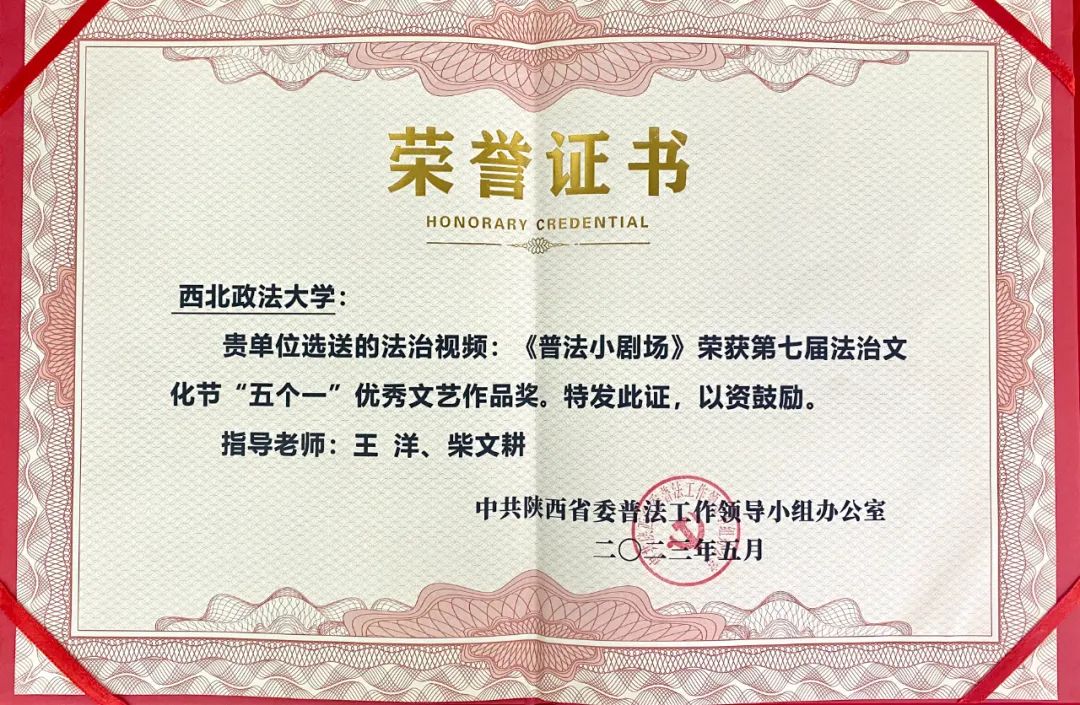 荣誉证书
HONORARY CREDENTIAL
西北政法大学：
贵单位选送的法治视频：《普法小剧场》荣获第七届法治文
化节“五个一”优秀文艺作品奖。特发此证，以资鼓励。
指导老师：王 洋、柴文耕
中共陕西省委普法工作领导小组办公室
二〇二二年五月